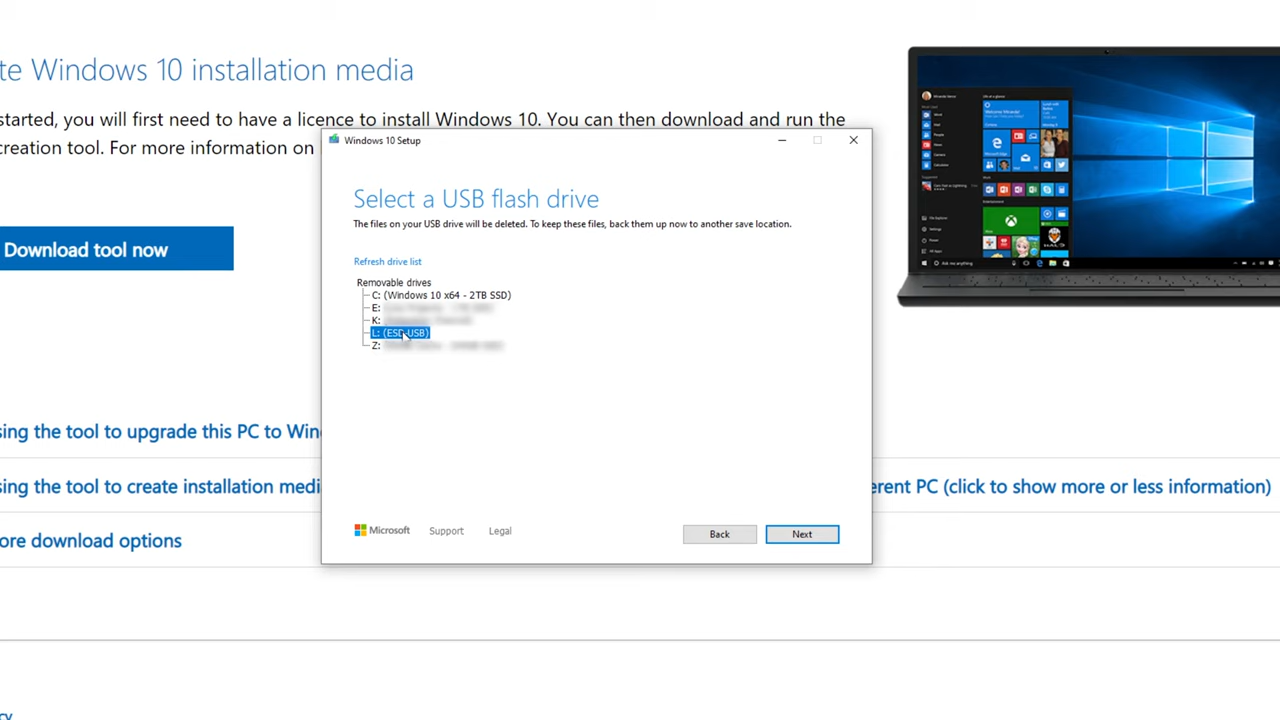 te Windows 10 installation media
started, you will first need to have a licence to install Windows 10. You can then download and run the
creation tool. For more information on
Download tool now
Windows 10 Setup
Select a USB flash drive
The files on your USB drive will be deleted. To keep these files, back them up now to another save location.
Refresh drive list
Removable drives
C: (Windows 10 x64 - 2TB SSD)
E:
K:
L: (ESD-USB)
Z:
sing the tool to upgrade this PC to Win
sing the tool to create installation medi
erent PC (click to show more or less information)
ore download options
Microsoft
Support
Legal
Back
Next
cy